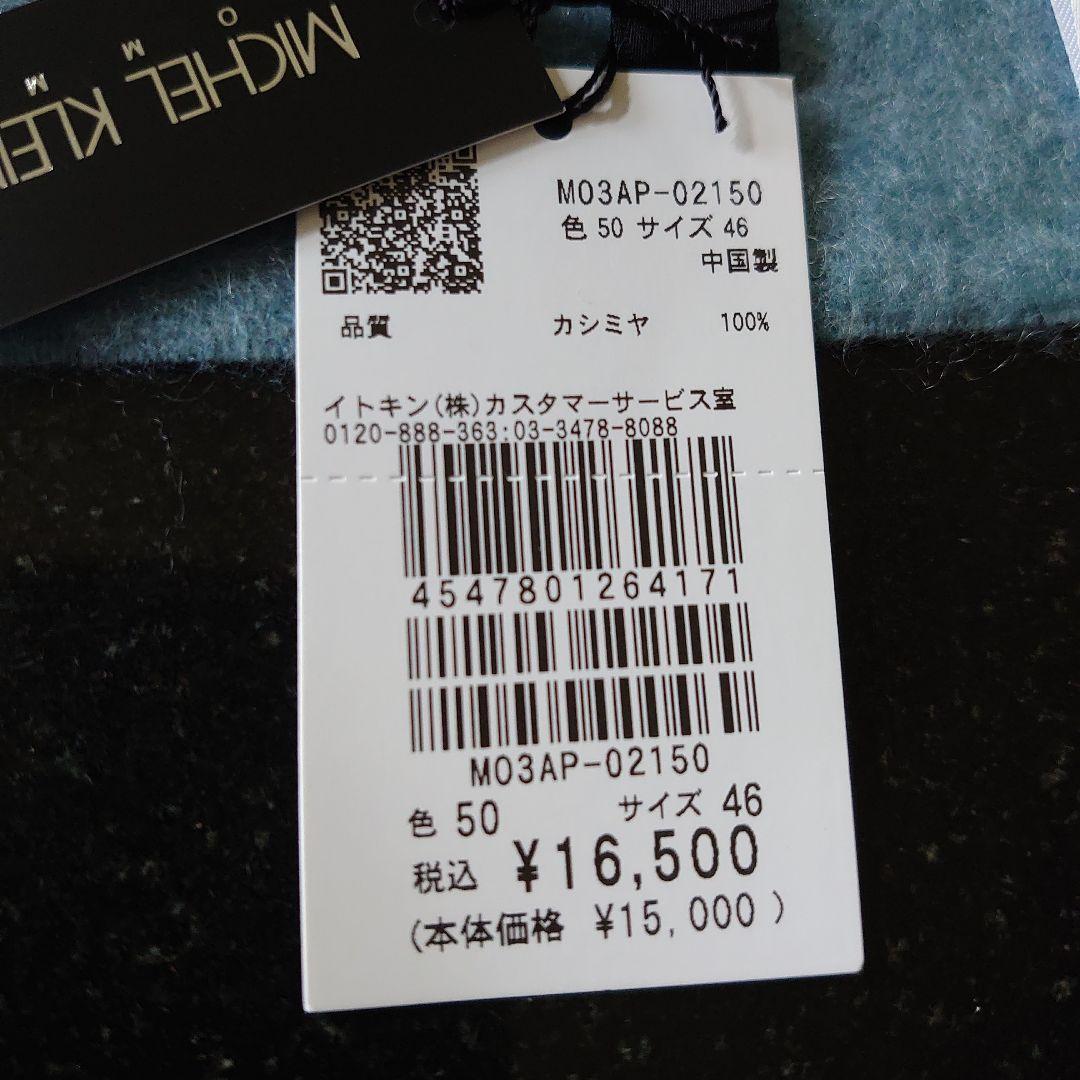 MICHEL KLEI
M03AP-02150
色 50 サイズ 46
中国製
品質 カシミヤ 100%
イトキン(株)カスタマーサービス室
0120-888-363:03-3478-8088
4547801264171
M03AP-02150
色 50 サイズ 46
税込 ¥16,500
(本体価格 ¥15,000)